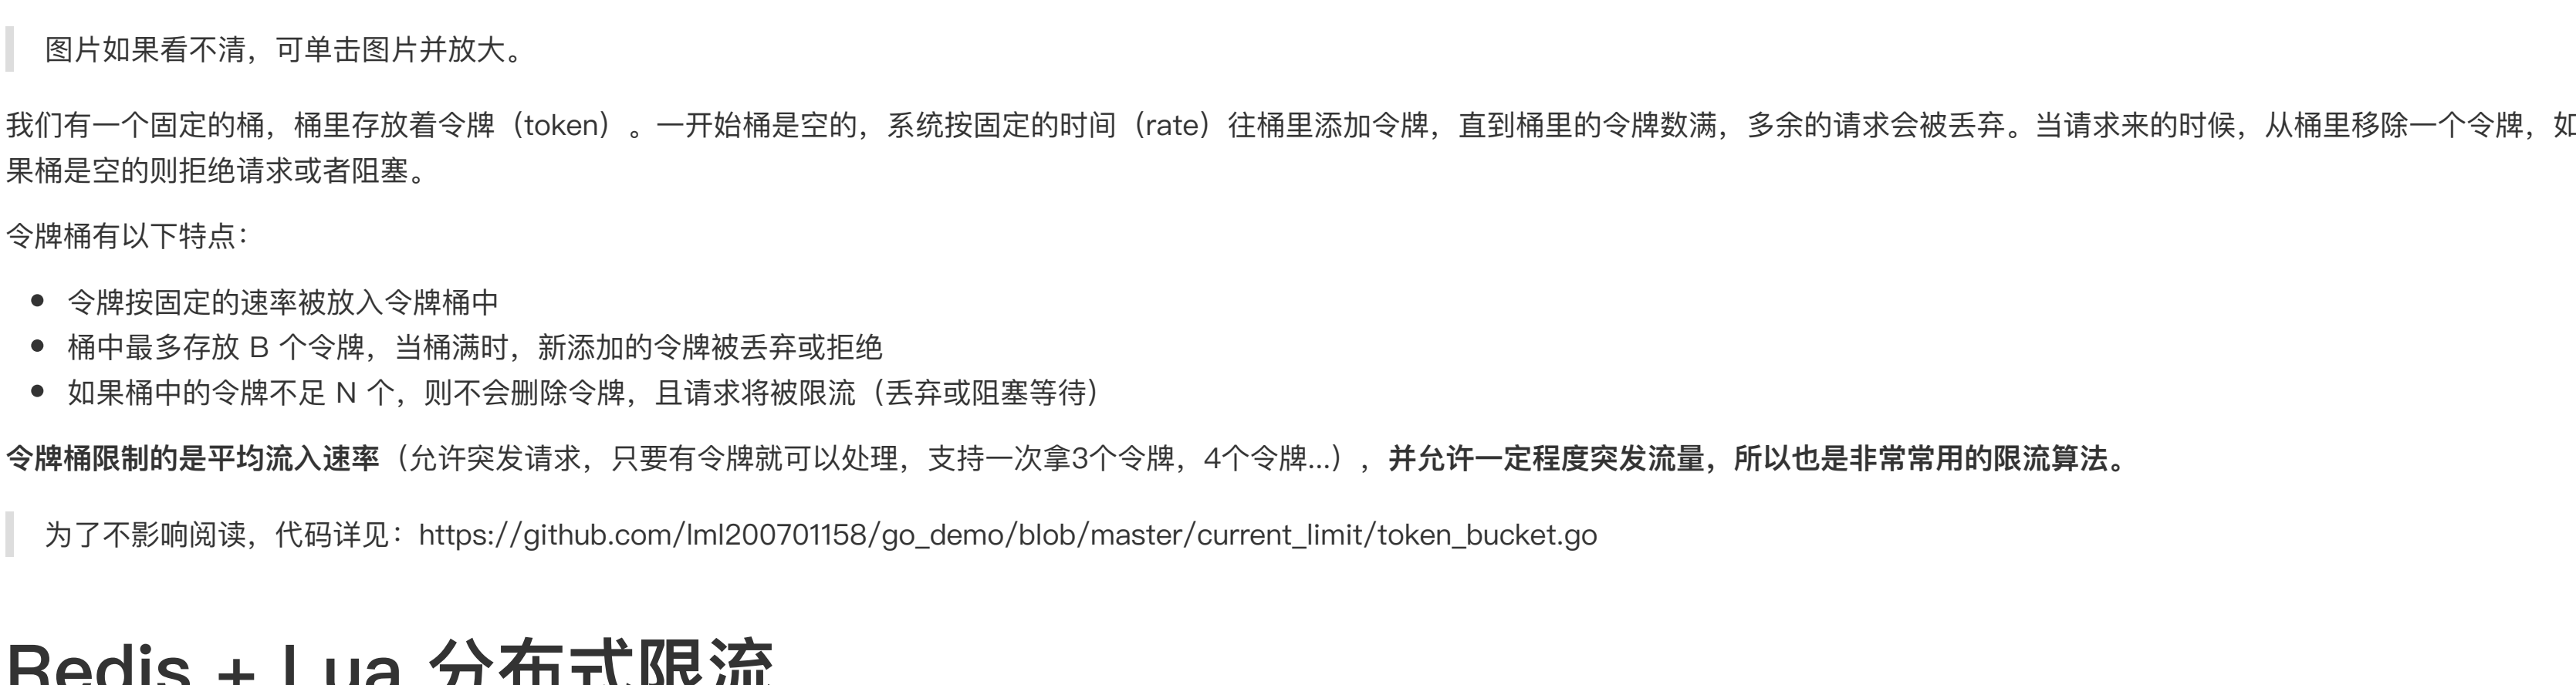 图片如果看不清，可单击图片并放大。
我们有一个固定的桶，桶里存放着令牌（token）。一开始桶是空的，系统按固定的时间（rate）往桶里添加令牌，直到桶里的令牌数满，多余的请求会被丢弃。当请求来的时候，从桶里移除一个令牌，如
果桶是空的则拒绝请求或者阻塞。
令牌桶有以下特点：
• 令牌按固定的速率被放入令牌桶中
• 桶中最多存放 B 个令牌，当桶满时，新添加的令牌被丢弃或拒绝
• 如果桶中的令牌不足 N 个，则不会删除令牌，且请求将被限流（丢弃或阻塞等待）
令牌桶限制的是平均流入速率（允许突发请求，只要有令牌就可以处理，支持一次拿3个令牌，4个令牌...），并允许一定程度突发流量，所以也是非常常用的限流算法。
为了不影响阅读，代码详见：https://github.com/lml200701158/go_demo/blob/master/current_limit/token_bucket.go
Redis + Lua 分布式限流